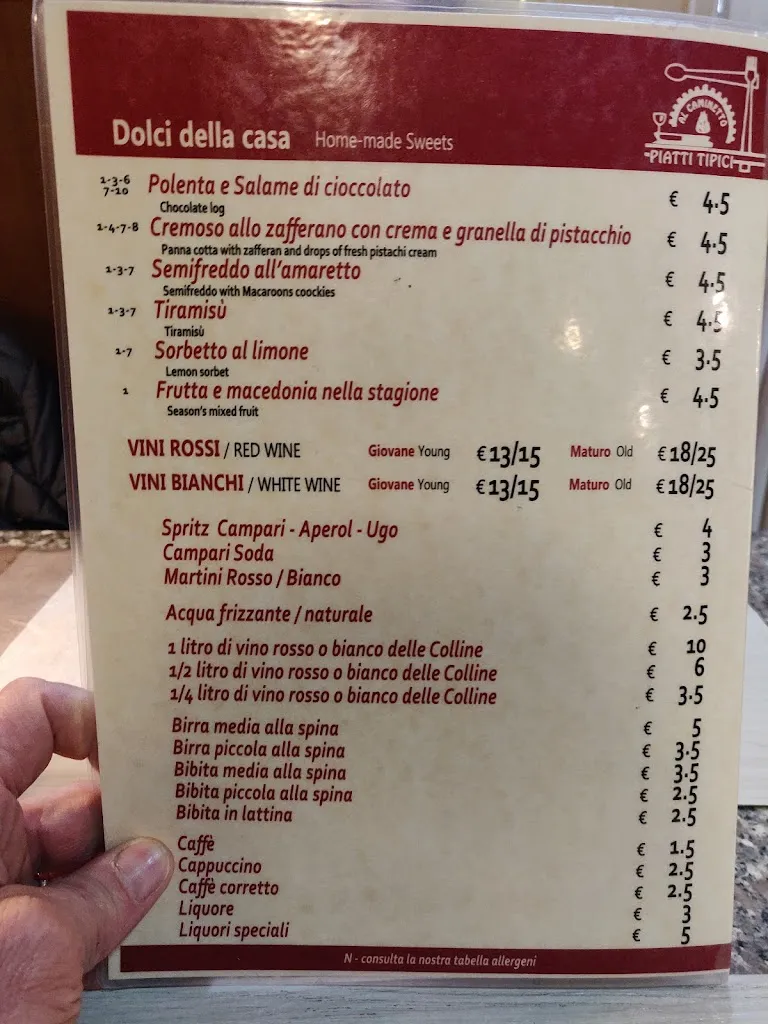 AL CAMINETTO
PIATTI TIPICI
Dolci della casa Home-made Sweets
1-3-6 7-10 Polenta e Salame di cioccolato € 4.5
Chocolate log
1-4-7-8 Cremoso allo zafferano con crema e granella di pistacchio € 4.5
Panna cotta with zafferan and drops of fresh pistachi cream
1-3-7 Semifreddo all'amaretto € 4.5
Semifreddo with Macaroons coockies
1-3-7 Tiramisù € 4.5
Tiramisù
1-7 Sorbetto al limone € 3.5
Lemon sorbet
1 Frutta e macedonia nella stagione € 4.5
Season's mixed fruit
VINI ROSSI / RED WINE Giovane Young € 13/15 Maturo Old € 18/25
VINI BIANCHI / WHITE WINE Giovane Young € 13/15 Maturo Old € 18/25
Spritz Campari - Aperol - Ugo € 4
Campari Soda € 3
Martini Rosso / Bianco € 3
Acqua frizzante / naturale € 2.5
1 litro di vino rosso o bianco delle Colline € 10
1/2 litro di vino rosso o bianco delle Colline € 6
1/4 litro di vino rosso o bianco delle Colline € 3.5
Birra media alla spina € 5
Birra piccola alla spina € 3.5
Bibita media alla spina € 3.5
Bibita piccola alla spina € 2.5
Bibita in lattina € 2.5
Caffè € 1.5
Cappuccino € 2.5
Caffè corretto € 2.5
Liquore € 3
Liquori speciali € 5
N - consulta la nostra tabella allergeni